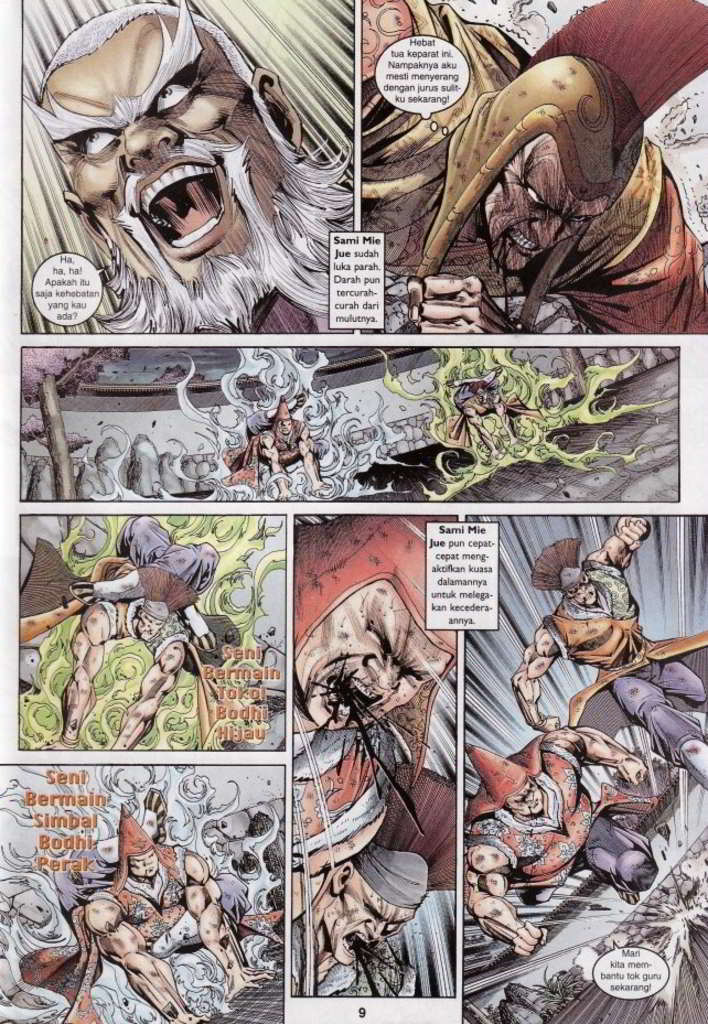 Ha,
ha, ha!
Apakah itu
saja kehebatan
yang kau
ada?
Hebat
tua keparat ini.
Nampaknya aku
mesti menyerang
dengan jurus sulit-
ku sekarang!
Sami Mie
Jue sudah
luka parah.
Darah pun
tercurah-
curah dari
mulutnya.
Seni
Bermain
Tokoi
Bodhi
Hijau
Seni
Bermain
Simbal
Bodhi
Perak
Sami Mie
Jue pun cepat-
cepat meng-
aktifkan kuasa
dalamannya
untuk melega-
kan kecedera-
annya.
Mari
kita mem-
bantu tok guru
sekarang!
9